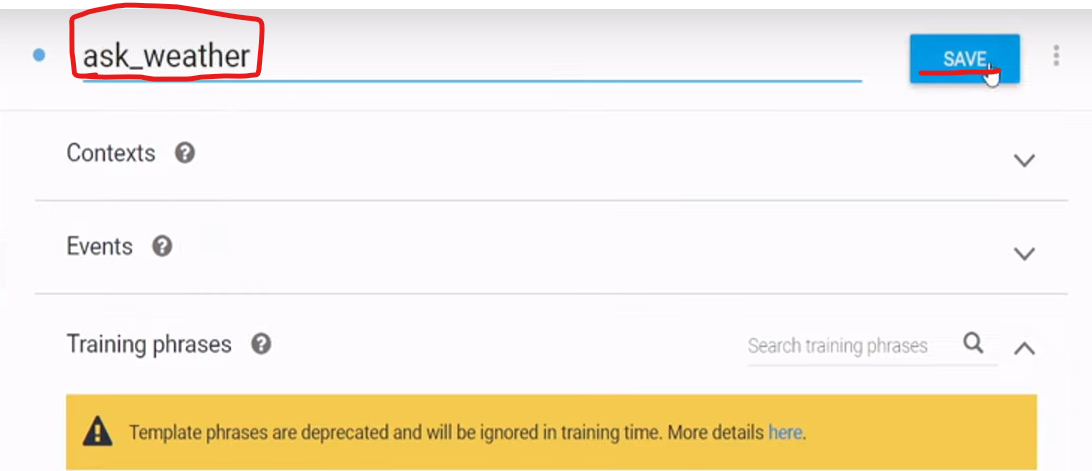 ask_weather
SAVE
Contexts
Events
Training phrases
Search training phrases
Template phrases are deprecated and will be ignored in training time. More details here.